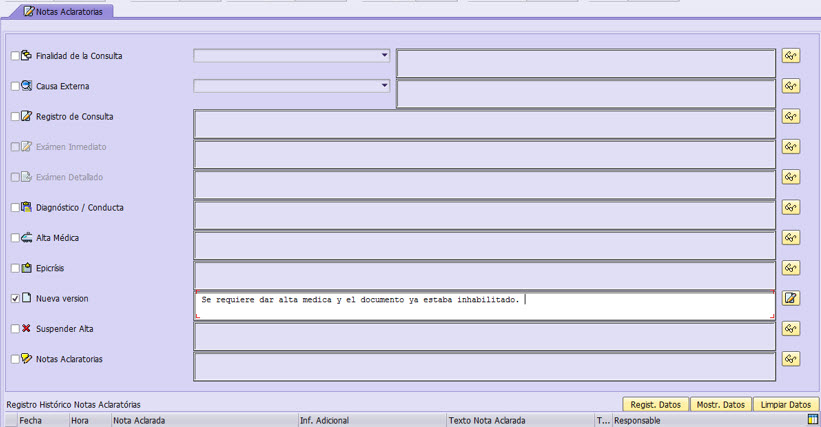 Notas Aclaratorias
Finalidad de la Consulta
Causa Externa
Registro de Consulta
Exámen Inmediato
Exámen Detallado
Diagnóstico / Conducta
Alta Médica
Epicrísis
Nueva version
Se requiere dar alta medica y el documento ya estaba inhabilitado.
Suspender Alta
Notas Aclaratorias
Registro Histórico Notas Aclaratórias
Regist. Datos Mostr. Datos Limpiar Datos
Fecha Hora Nota Aclarada Inf. Adicional Texto Nota Aclarada T... Responsable